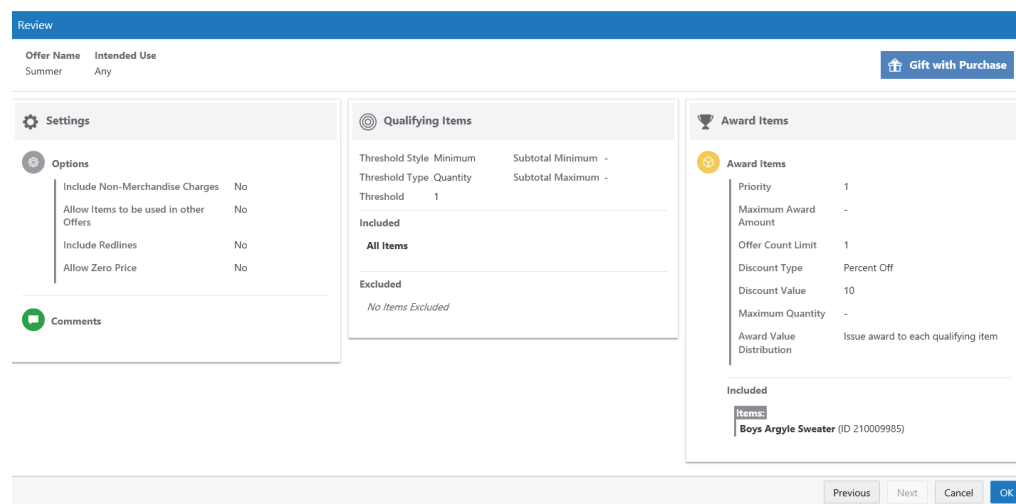 Review
Offer Name Intended Use
Summer Any
Gift with Purchase
Settings
Options
Include Non-Merchandise Charges No
Allow Items to be used in other No
Offers
Include Redlines No
Allow Zero Price No
Comments
Qualifying Items
Threshold Style Minimum Subtotal Minimum -
Threshold Type Quantity Subtotal Maximum -
Threshold 1
Included
All Items
Excluded
No Items Excluded
Award Items
Award Items
Priority 1
Maximum Award -
Amount
Offer Count Limit 1
Discount Type Percent Off
Discount Value 10
Maximum Quantity -
Award Value Issue award to each qualifying item
Distribution
Included
Items:
Boys Argyle Sweater (ID 210009985)
Previous Next Cancel OK